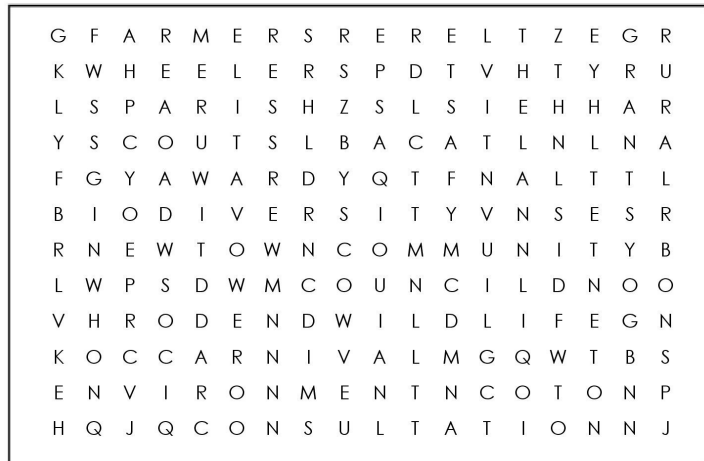 G F A R M E R S R E R E L T Z E G R
K W H E E L E R S P D T V H T Y R U
L S P A R I S H Z S L S I E H H A R
Y S C O U T S L B A C A T L N L N A
F G Y A W A R D Y Q T F N A L T T L
B I O D I V E R S I T Y V N S E S R
R N E W T O W N C O M M U N I T Y B
L W P S D W M C O U N C I L D N O O
V H R O D E N D W I L D L I F E G N
K O C C A R N I V A L M G Q W T B S
E N V I R O N M E N T N C O T O N P
H Q J Q C O N S U L T A T I O N N J